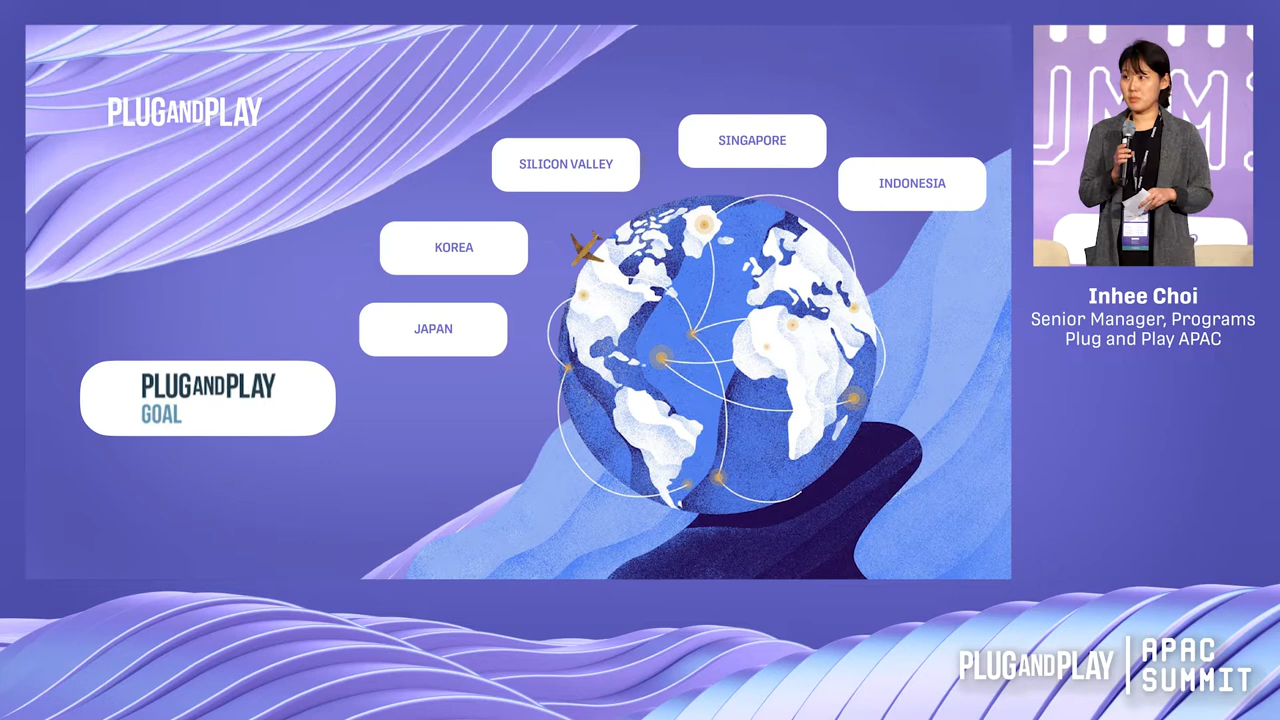 PLUGANDPLAY
SILICON VALLEY
SINGAPORE
INDONESIA
KOREA
JAPAN
PLUGANDPLAY
GOAL
UMMI
Inhee Choi
Senior Manager, Programs
Plug and Play APAC
PLUGANDPLAY
APAC
SUMMIT